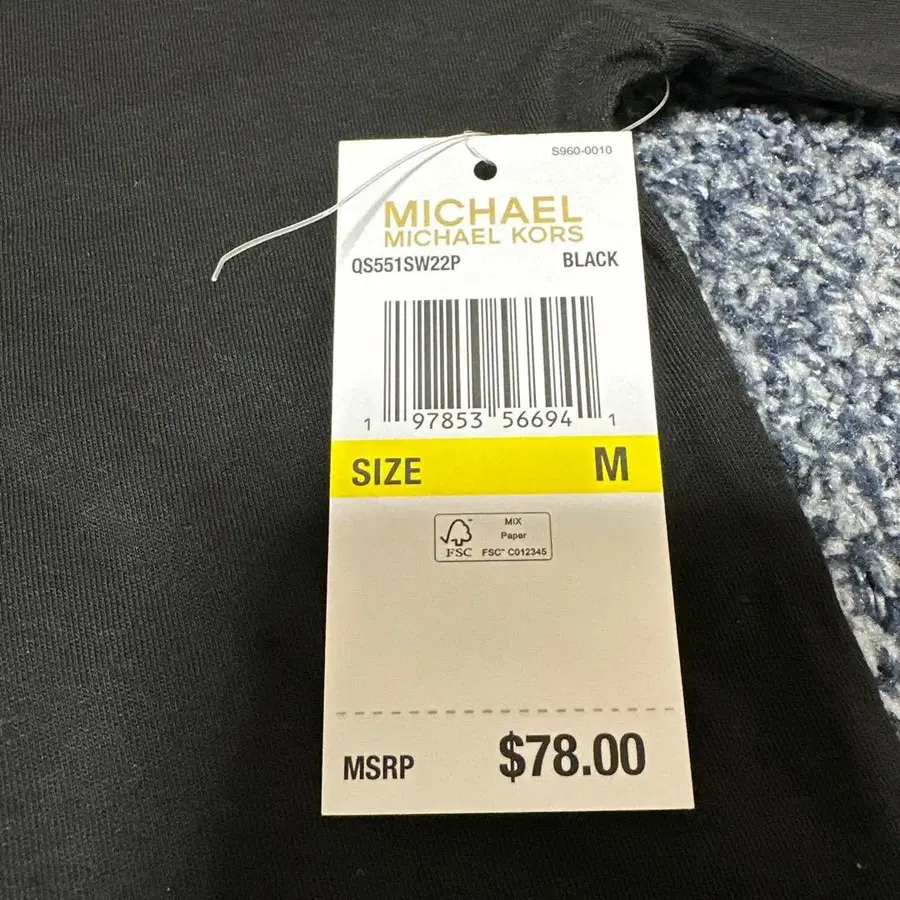 S960-0010
MICHAEL
MICHAEL KORS
QS551SW22P BLACK
1 97853 56694 1
SIZE M
FSC
MIX
Paper
FSC™ C012345
MSRP $78.00